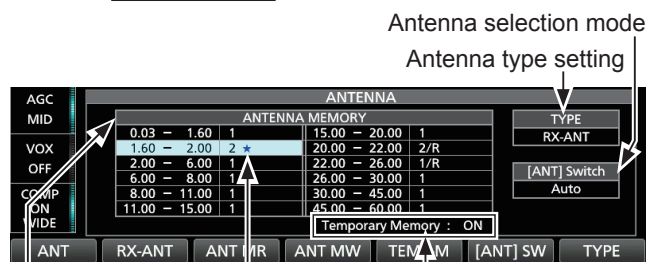 Antenna selection mode
Antenna type setting
AGC
MID
VOX
OFF
COMP
ON
WIDE
ANTENNA
ANTENNA MEMORY
0.03 – 1.60 1 15.00 – 20.00 1
1.60 – 2.00 2 ★ 20.00 – 22.00 2/R
2.00 – 6.00 1 22.00 – 26.00 1/R
6.00 – 8.00 1 26.00 – 30.00 1
8.00 – 11.00 1 30.00 – 45.00 1
11.00 – 15.00 1 45.00 – 60.00 1
Temporary Memory : ON
TYPE
RX-ANT
[ANT] Switch
Auto
ANT RX-ANT ANT MR ANT MW [ANT] SW TYPE